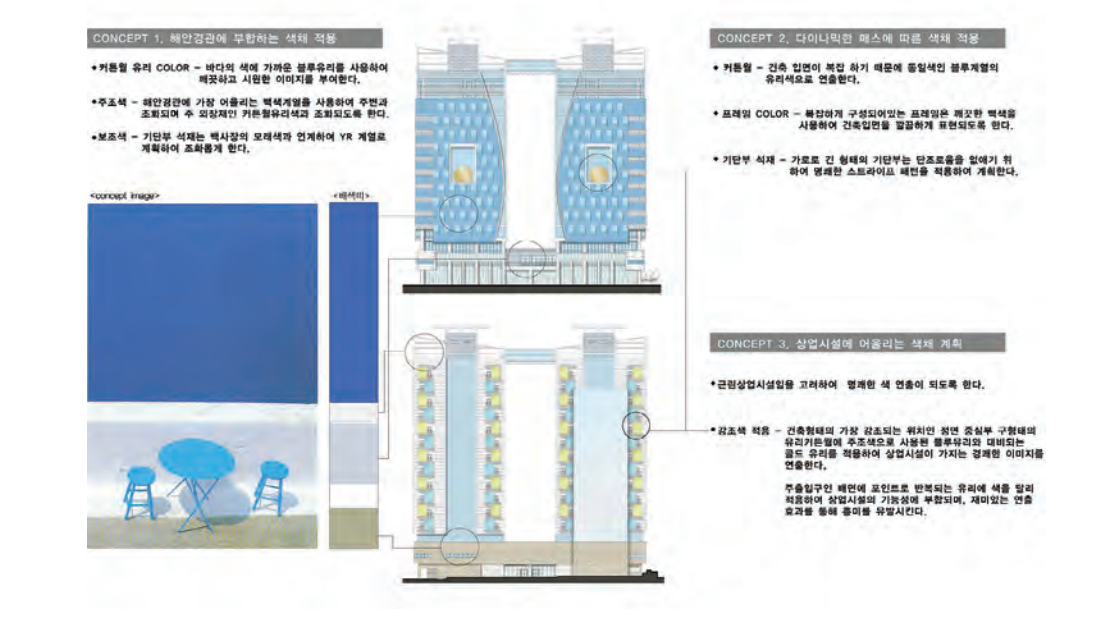 CONCEPT 1. 해안경관에 부합하는 색채 적용
•커튼월 유리 COLOR – 바다의 색에 가까운 블루유리를 사용하여
깨끗하고 시원한 이미지를 부여한다.
•주조색 – 해안경관에 가장 어울리는 백색계열을 사용하여 주변과
조화되며 주 외장재인 커튼월유리색과 조화되도록 한다.
•보조색 – 기단부 석재는 백사장의 모래색과 연계하여 YR 계열로
계획하여 조화롭게 한다.
<concept image>
<배색띠>
CONCEPT 2. 다이나믹한 매스에 따른 색채 적용
• 커튼월 – 건축 입면이 복잡 하기 때문에 동일색인 블루계열의
유리색으로 연출한다.
• 프레임 COLOR – 복잡하게 구성되어있는 프레임은 깨끗한 백색을
사용하여 건축입면을 깔끔하게 표현되도록 한다.
• 기단부 석재 – 가로로 긴 형태의 기단부는 단조로움을 없애기 위
하여 명쾌한 스트라이프 패턴을 적용하여 계획한다.
CONCEPT 3. 상업시설에 어울리는 색채 계획
•근린상업시설임을 고려하여 명쾌한 색 연출이 되도록 한다.
•강조색 적용 – 건축형태의 가장 강조되는 위치인 정면 중심부 구형태의
유리커튼월에 주조색으로 사용된 블루유리와 대비되는
골드 유리를 적용하여 상업시설이 가지는 경쾌한 이미지를
연출한다.
주출입구인 배면에 포인트로 반복되는 유리에 색을 달리
적용하여 상업시설의 기능성에 부합되며, 재미있는 연출
효과를 통해 흥미를 유발시킨다.